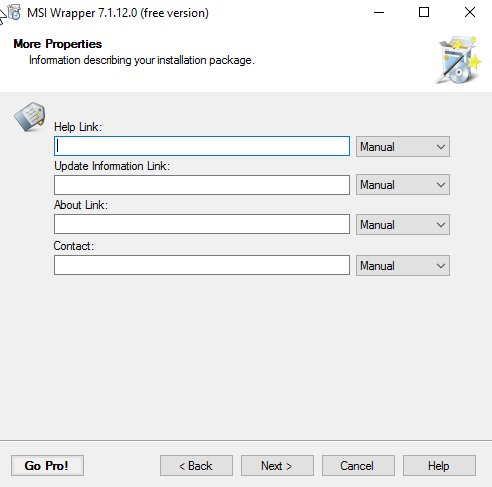 MSI Wrapper 7.1.12.0 (free version)
More Properties
Information describing your installation package.
Help Link:
Manual
Update Information Link:
Manual
About Link:
Manual
Contact:
Manual
Go Pro!
< Back
Next >
Cancel
Help